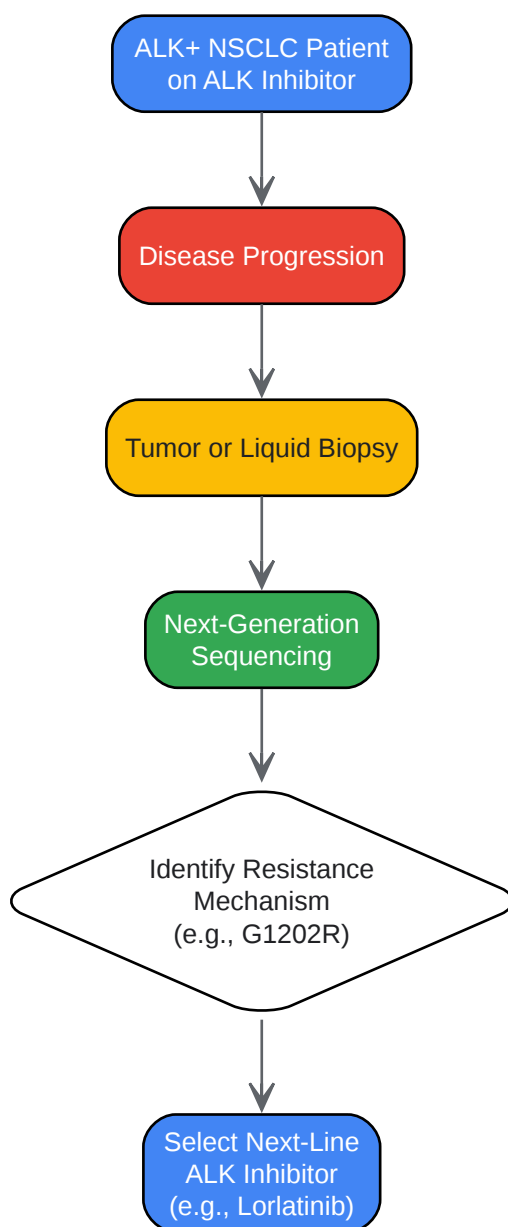 ALK+ NSCLC Patient
on ALK Inhibitor
Disease Progression
Tumor or Liquid Biopsy
Next-Generation
Sequencing
Identify Resistance
Mechanism
(e.g., G1202R)
Select Next-Line
ALK Inhibitor
(e.g., Lorlatinib)